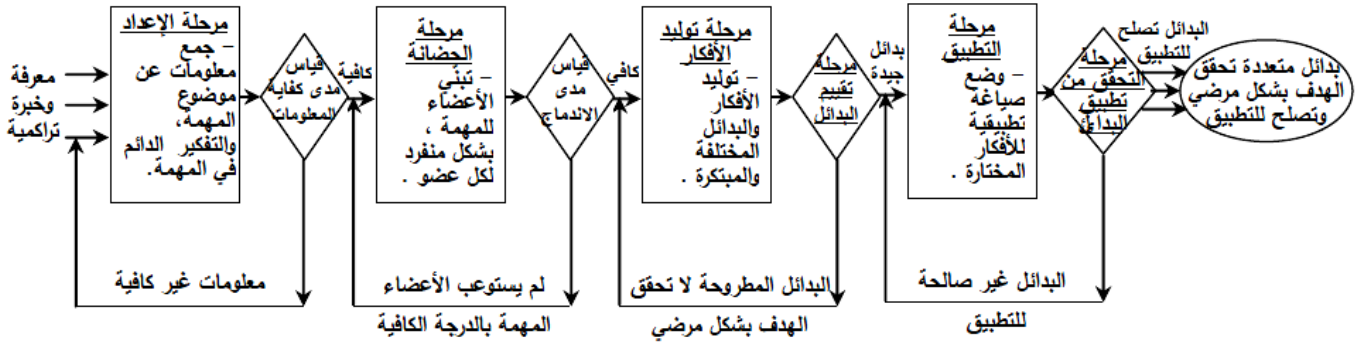 معرفة
وخبرة
تراكمية
مرحلة الإعداد
– جمع
معلومات عن
موضوع
المهمة،
والتفكير الدائم
في المهمة.
قياس
مدى كفاية
المعلومات
كافية
معلومات غير كافية
مرحلة
الحضانة
– تبنّي
الأعضاء
للمهمة ،
بشكل منفرد
لكل عضو .
قياس
مدى
الاندماج
كافي
لم يستوعب الأعضاء
المهمة بالدرجة الكافية
مرحلة توليد
الأفكار
– توليد
الأفكار
والبدائل
المختلفة
والمبتكرة .
مرحلة
تقييم
البدائل
بدائل
جيدة
البدائل المطروحة لا تحقق
الهدف بشكل مرضي
مرحلة
التطبيق
– وضع
صياغة
تطبيقية
للأفكار
المختارة .
مرحلة
التحقق من
تطبيق
البدائل
البدائل تصلح
للتطبيق
البدائل غير صالحة
للتطبيق
بدائل متعددة تحقق
الهدف بشكل مرضي
وتصلح للتطبيق